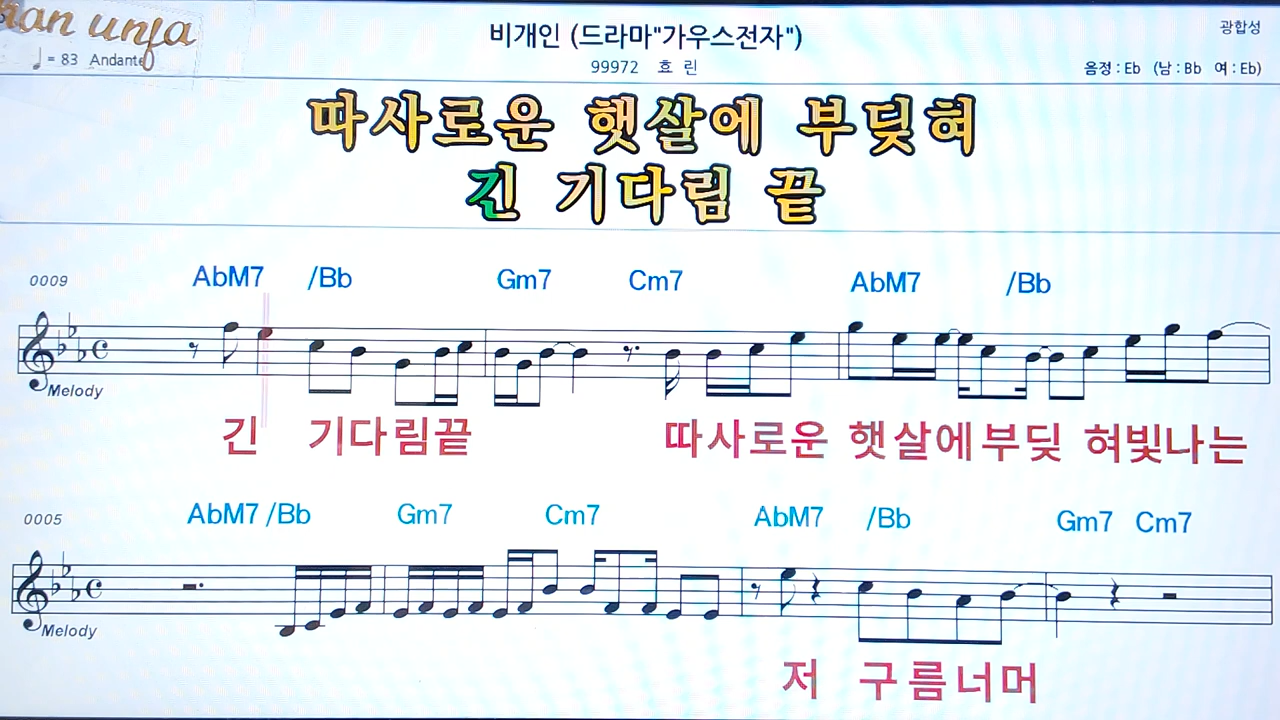 비개인 (드라마"가우스전자")
광합성
♩= 83 Andante
99972 효 린
음정 : Eb (남 : Bb 여 : Eb)
따사로운 햇살에 부딪혀
긴 기다림 끝
0009 AbM7 /Bb Gm7 Cm7 AbM7 /Bb
Melody
긴 기다림끝 따사로운 햇살에부딪 혀빛나는
0005 AbM7 /Bb Gm7 Cm7 AbM7 /Bb Gm7 Cm7
Melody
저 구름너머